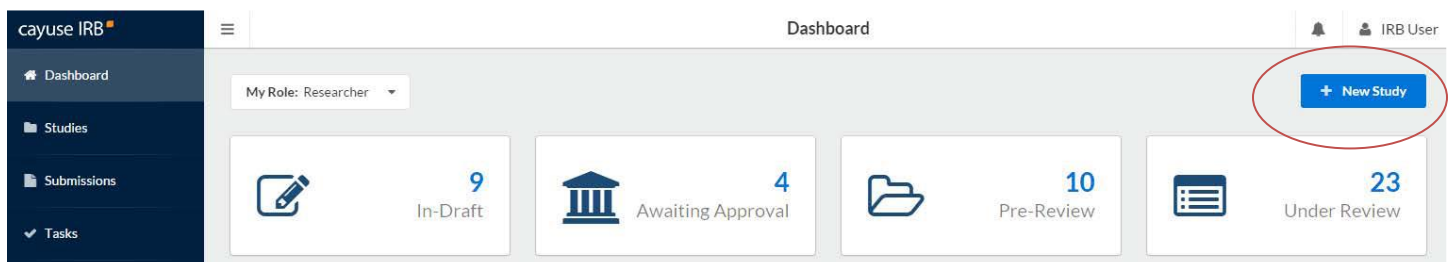 cayuse IRB
Dashboard
IRB User
Dashboard
Studies
Submissions
Tasks
My Role: Researcher
+ New Study
9
In-Draft
4
Awaiting Approval
10
Pre-Review
23
Under Review